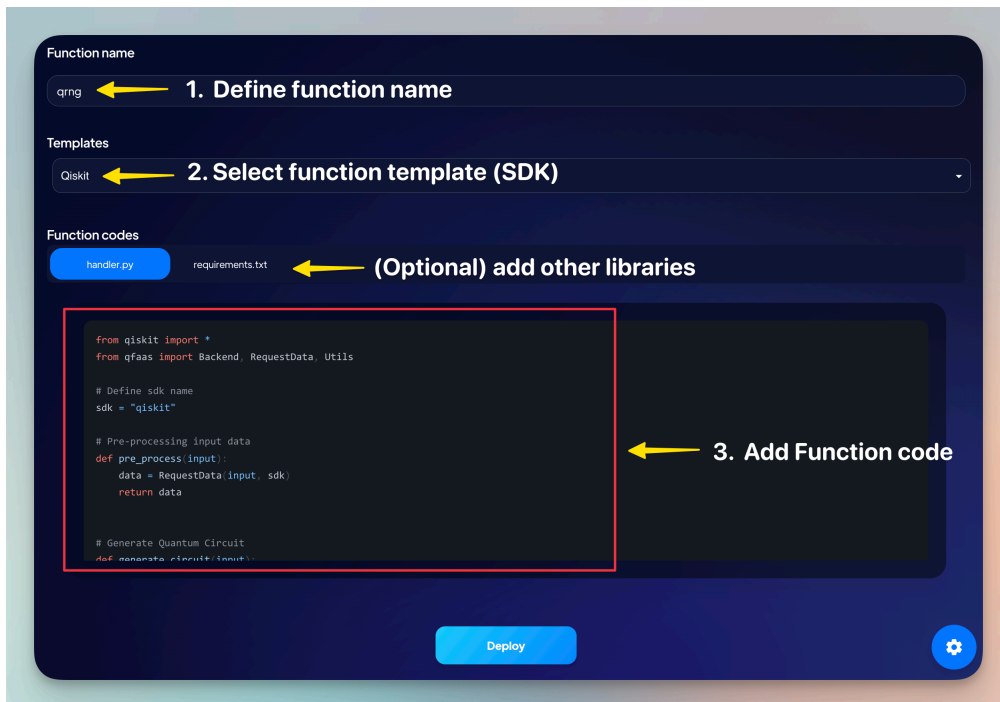 Function name
qrng
1. Define function name
Templates
Qiskit
2. Select function template (SDK)
Function codes
handler.py
requirements.txt
(Optional) add other libraries
from qiskit import *
from qfaas import Backend, RequestData, Utils
# Define sdk name
sdk = "qiskit"
# Pre-processing input data
def pre_process(input):
    data = RequestData(input, sdk)
    return data
# Generate Quantum Circuit
def generate_circuit(input):
3. Add Function code
Deploy